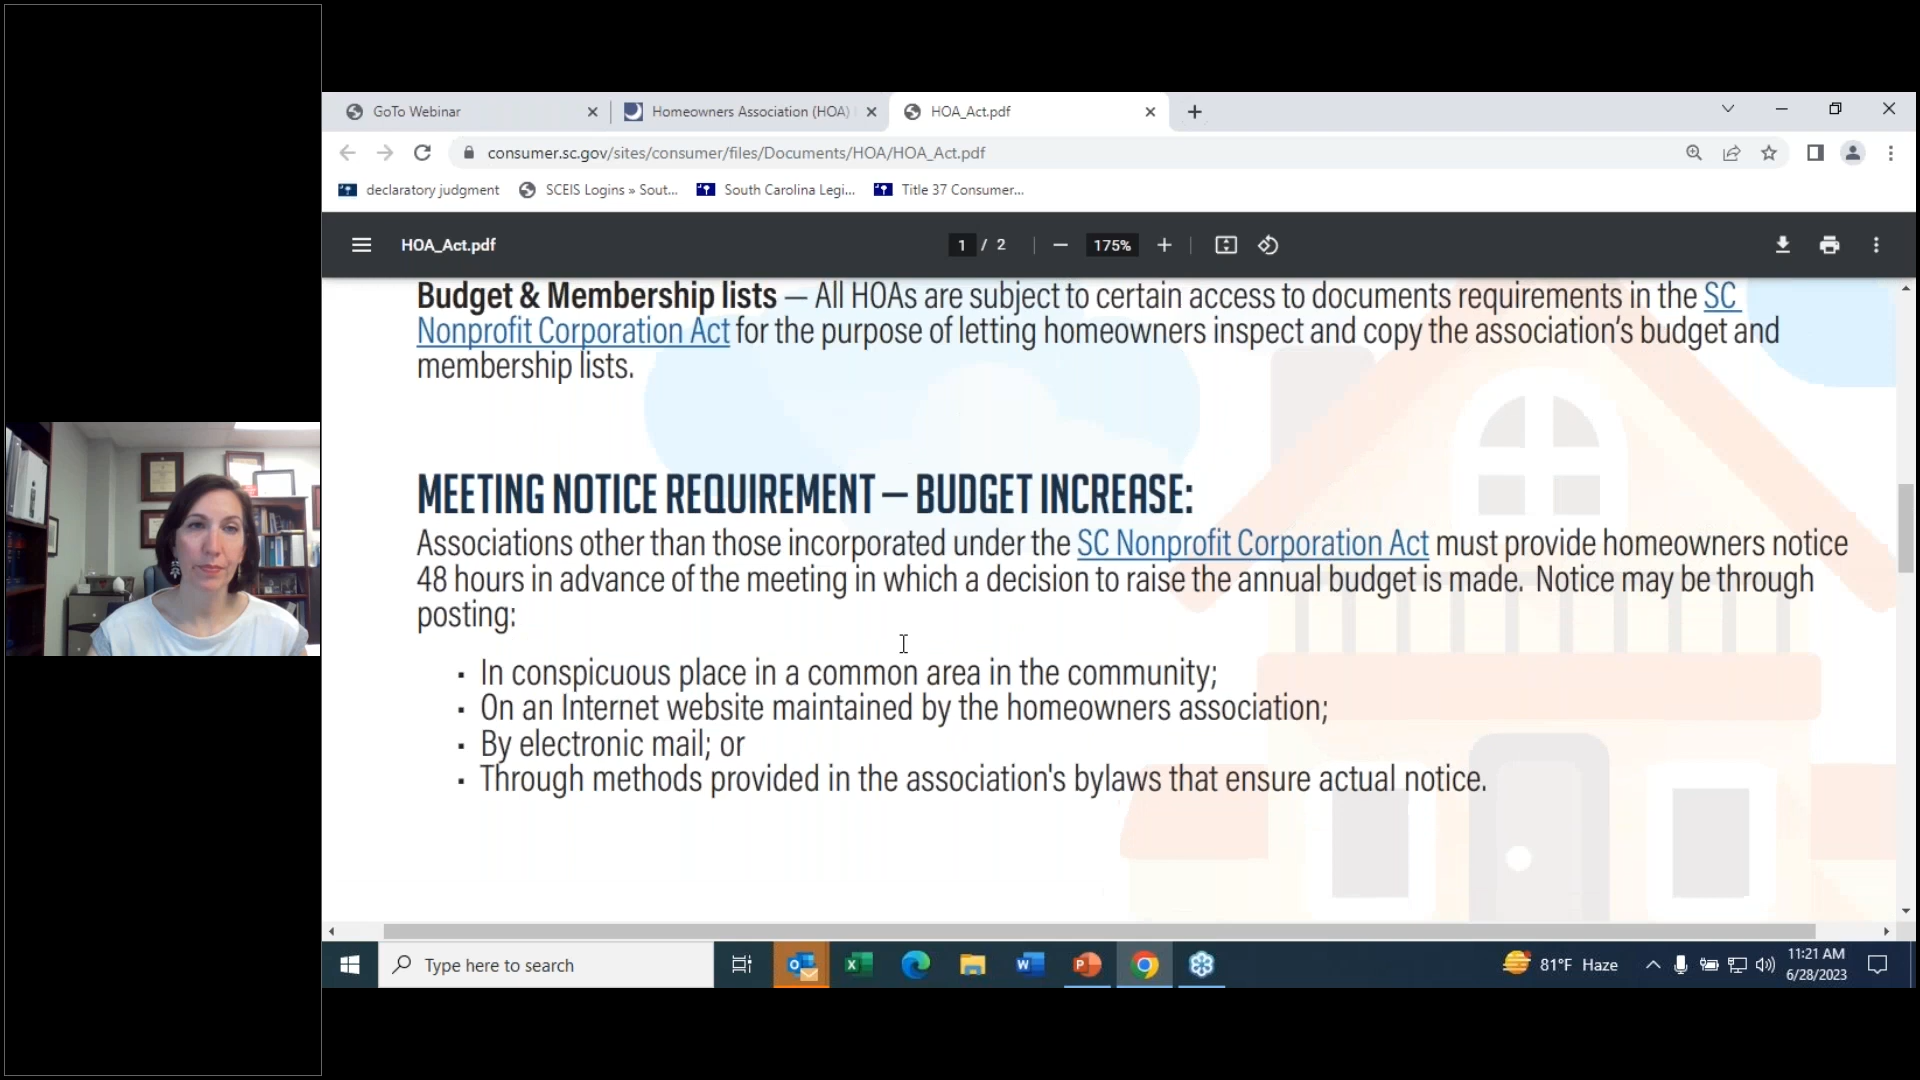 GoTo Webinar
Homeowners Association (HOA)
HOA_Act.pdf
consumer.sc.gov/sites/consumer/files/Documents/HOA/HOA_Act.pdf
declaratory judgment
SCEIS Logins » Sout...
South Carolina Legi...
Title 37 Consumer...
HOA_Act.pdf
1 / 2
175%
Budget & Membership lists — All HOAs are subject to certain access to documents requirements in the SC
Nonprofit Corporation Act for the purpose of letting homeowners inspect and copy the association's budget and
membership lists.
MEETING NOTICE REQUIREMENT — BUDGET INCREASE:
Associations other than those incorporated under the SC Nonprofit Corporation Act must provide homeowners notice
48 hours in advance of the meeting in which a decision to raise the annual budget is made. Notice may be through
posting:
▪ In conspicuous place in a common area in the community;
▪ On an Internet website maintained by the homeowners association;
▪ By electronic mail; or
▪ Through methods provided in the association's bylaws that ensure actual notice.
Type here to search
81°F Haze
11:21 AM
6/28/2023